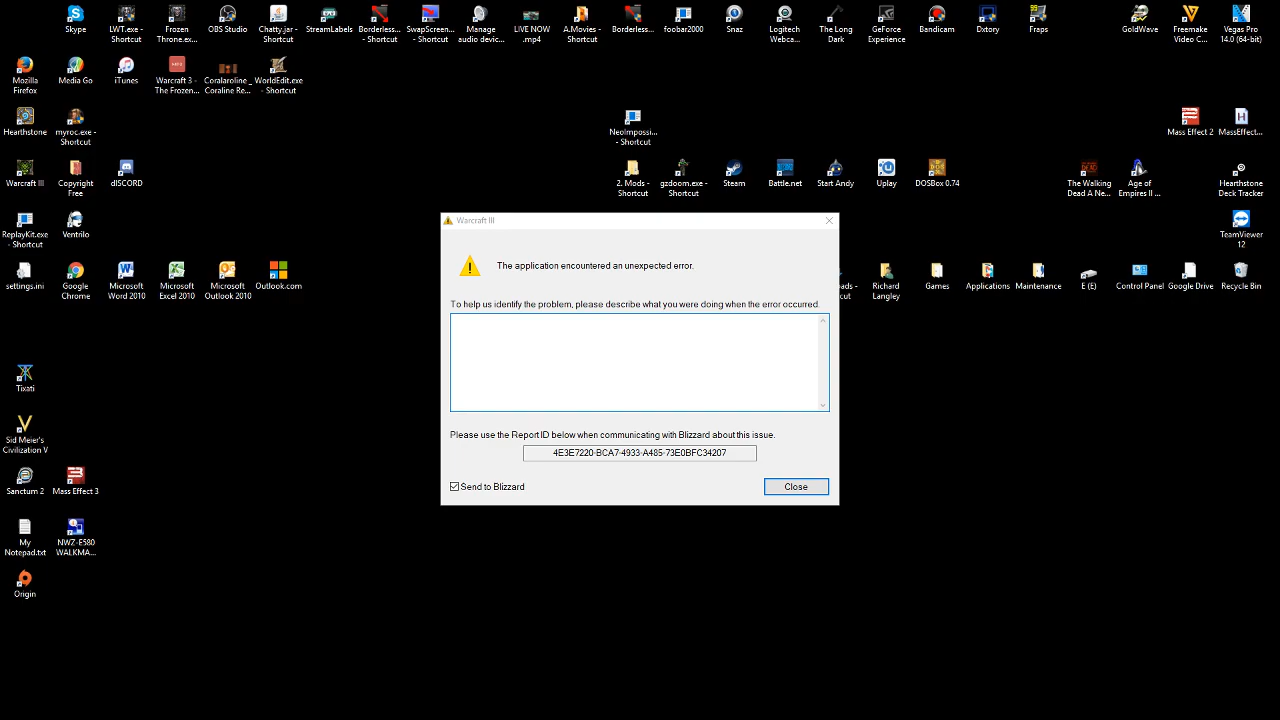 Skype
LWT.exe - Shortcut
Frozen Throne.ex...
OBS Studio
Chatty.jar - Shortcut
StreamLabels
Borderless... - Shortcut
SwapScreen... - Shortcut
Manage audio devic...
LIVE NOW .mp4
A.Movies - Shortcut
Borderless...
foobar2000
Snaz
Logitech Webca...
The Long Dark
GeForce Experience
Bandicam
Dxtory
Fraps
GoldWave
Freemake Video C...
Vegas Pro 14.0 (64-bit)
Mozilla Firefox
Media Go
iTunes
Warcraft 3 - The Frozen...
Coralaroline_ Coraline Re...
WorldEdit.exe - Shortcut
Hearthstone
myroc.exe - Shortcut
NeoImpossi... - Shortcut
Mass Effect 2
MassEffect...
Warcraft III
Copyright Free
dISCORD
2. Mods - Shortcut
gzdoom.exe - Shortcut
Steam
Battle.net
Start Andy
Uplay
DOSBox 0.74
The Walking Dead A Ne...
Age of Empires II ...
Hearthstone Deck Tracker
ReplayKit.exe - Shortcut
Ventrilo
TeamViewer 12
settings.ini
Google Chrome
Microsoft Word 2010
Microsoft Excel 2010
Microsoft Outlook 2010
Outlook.com
oads - cut
Richard Langley
Games
Applications
Maintenance
E (E)
Control Panel
Google Drive
Recycle Bin
Tixati
Sid Meier's Civilization V
Sanctum 2
Mass Effect 3
My Notepad.txt
NWZ-E580 WALKMA...
Origin
Warcraft III
The application encountered an unexpected error.
To help us identify the problem, please describe what you were doing when the error occurred.
Please use the Report ID below when communicating with Blizzard about this issue.
4E3E7220-BCA7-4933-A485-73E0BFC34207
Send to Blizzard
Close